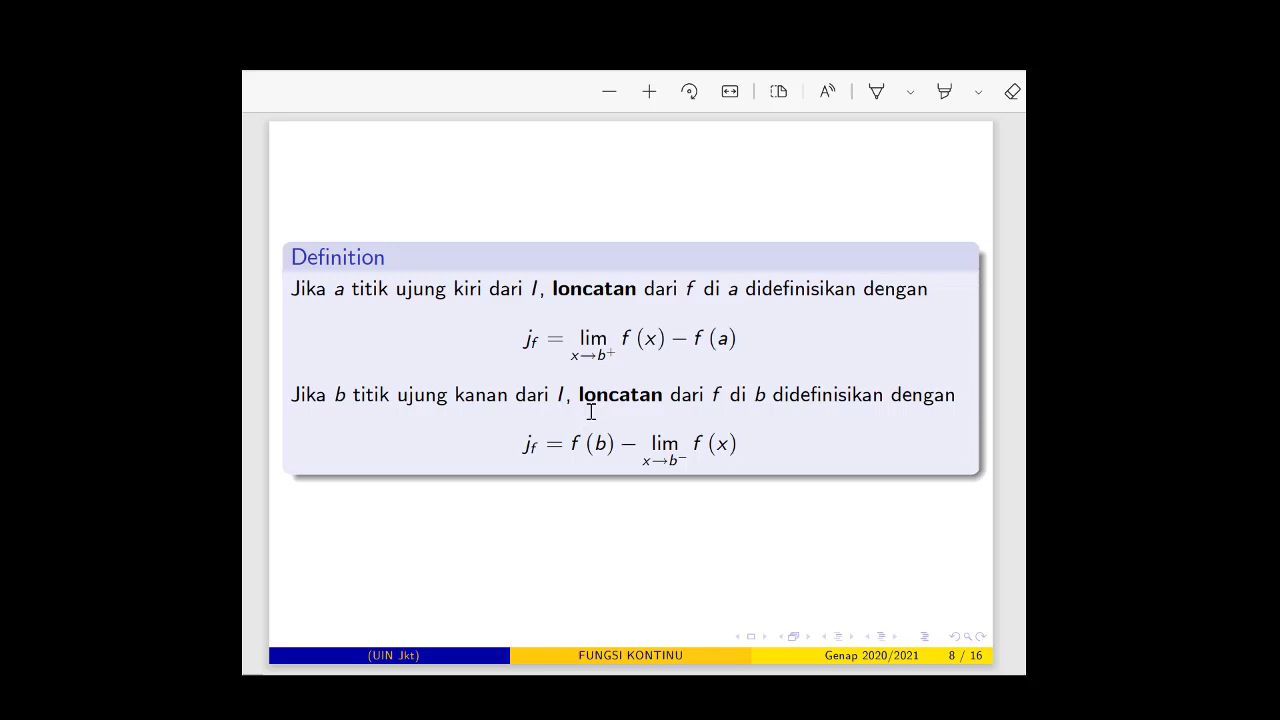 Definition
Jika a titik ujung kiri dari I, loncatan dari f di a didefinisikan dengan
j_f = lim_{x→b⁺} f (x) − f (a)
Jika b titik ujung kanan dari I, loncatan dari f di b didefinisikan dengan
j_f = f (b) − lim_{x→b⁻} f (x)
(UIN Jkt) FUNGSI KONTINU Genap 2020/2021 8 / 16